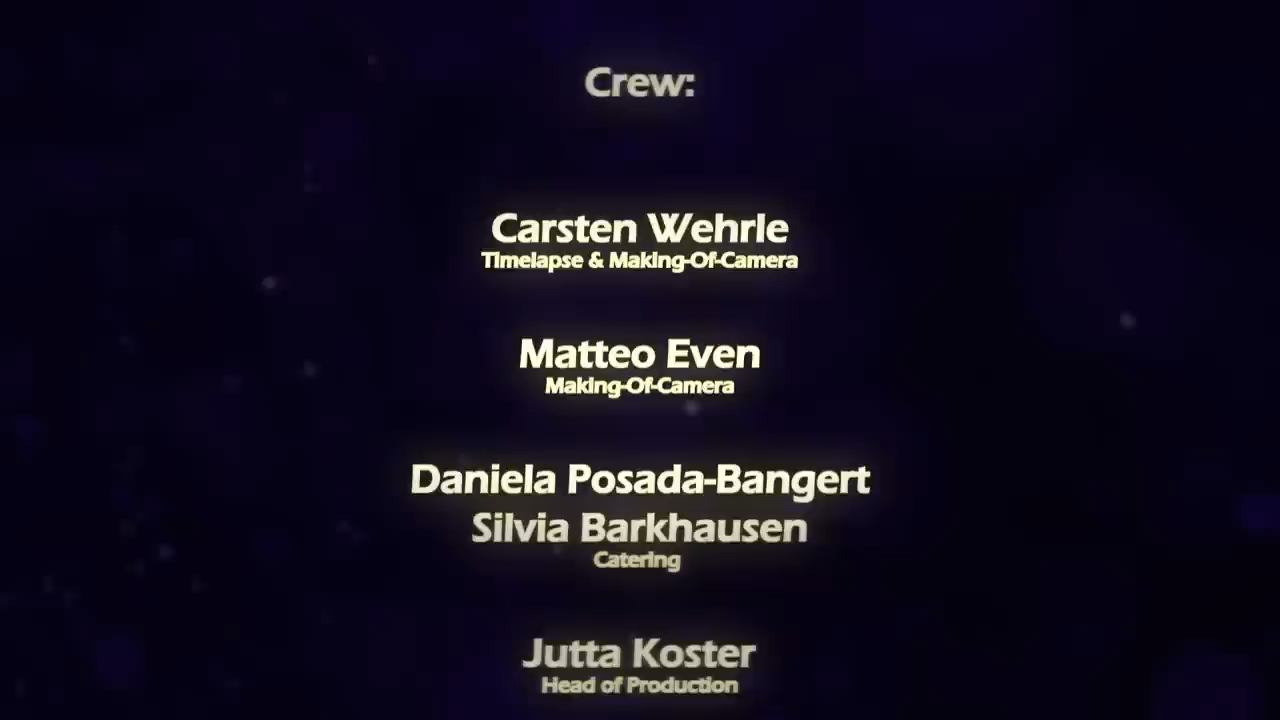 Crew:
Carsten Wehrle
Timelapse & Making-Of-Camera
Matteo Even
Making-Of-Camera
Daniela Posada-Bangert
Silvia Barkhausen
Catering
Jutta Koster
Head of Production